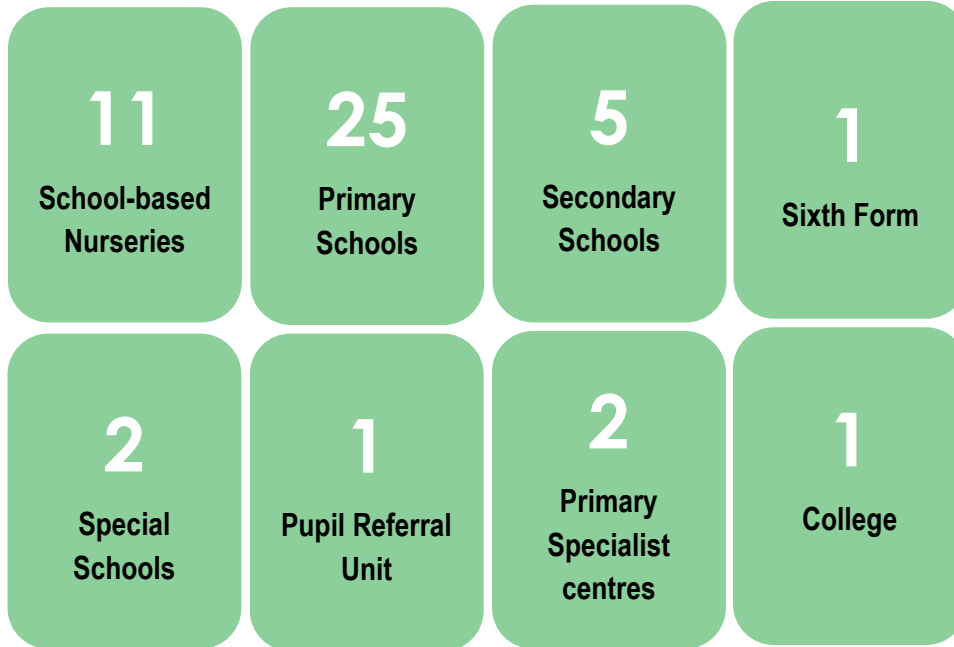 11
School-based
Nurseries
25
Primary
Schools
5
Secondary
Schools
1
Sixth Form
2
Special
Schools
1
Pupil Referral
Unit
2
Primary
Specialist
centres
1
College